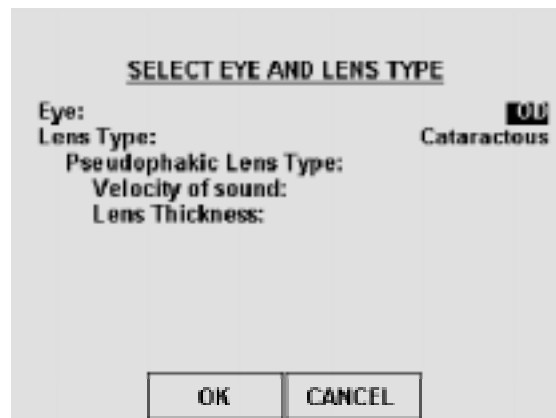 SELECT EYE AND LENS TYPE
Eye: OD
Lens Type: Cataractous
Pseudophakic Lens Type:
Velocity of sound:
Lens Thickness:
OK CANCEL